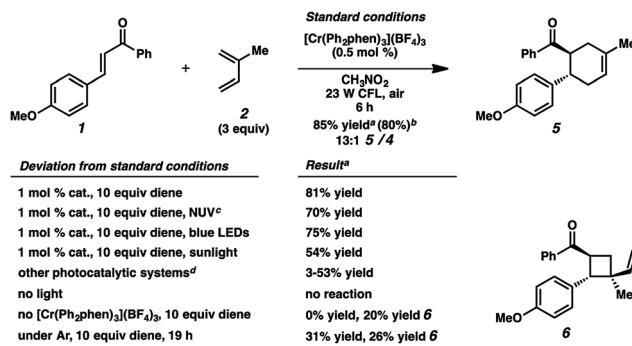 Standard conditions
[Cr(Ph2phen)3](BF4)3
(0.5 mol %)
CH3NO2
23 W CFL, air
6 h
85% yield^a (80%)^b
13:1 5 /4
O
Ph
MeO
1
+
Me
2
(3 equiv)
O
Ph
Me
MeO
5
Deviation from standard conditions Result^a
1 mol % cat., 10 equiv diene 81% yield
1 mol % cat., 10 equiv diene, NUV^c 70% yield
1 mol % cat., 10 equiv diene, blue LEDs 75% yield
1 mol % cat., 10 equiv diene, sunlight 54% yield
other photocatalytic systems^d 3-53% yield
no light no reaction
no [Cr(Ph2phen)3](BF4)3, 10 equiv diene 0% yield, 20% yield 6
under Ar, 10 equiv diene, 19 h 31% yield, 26% yield 6
O
Ph
Me
MeO
6